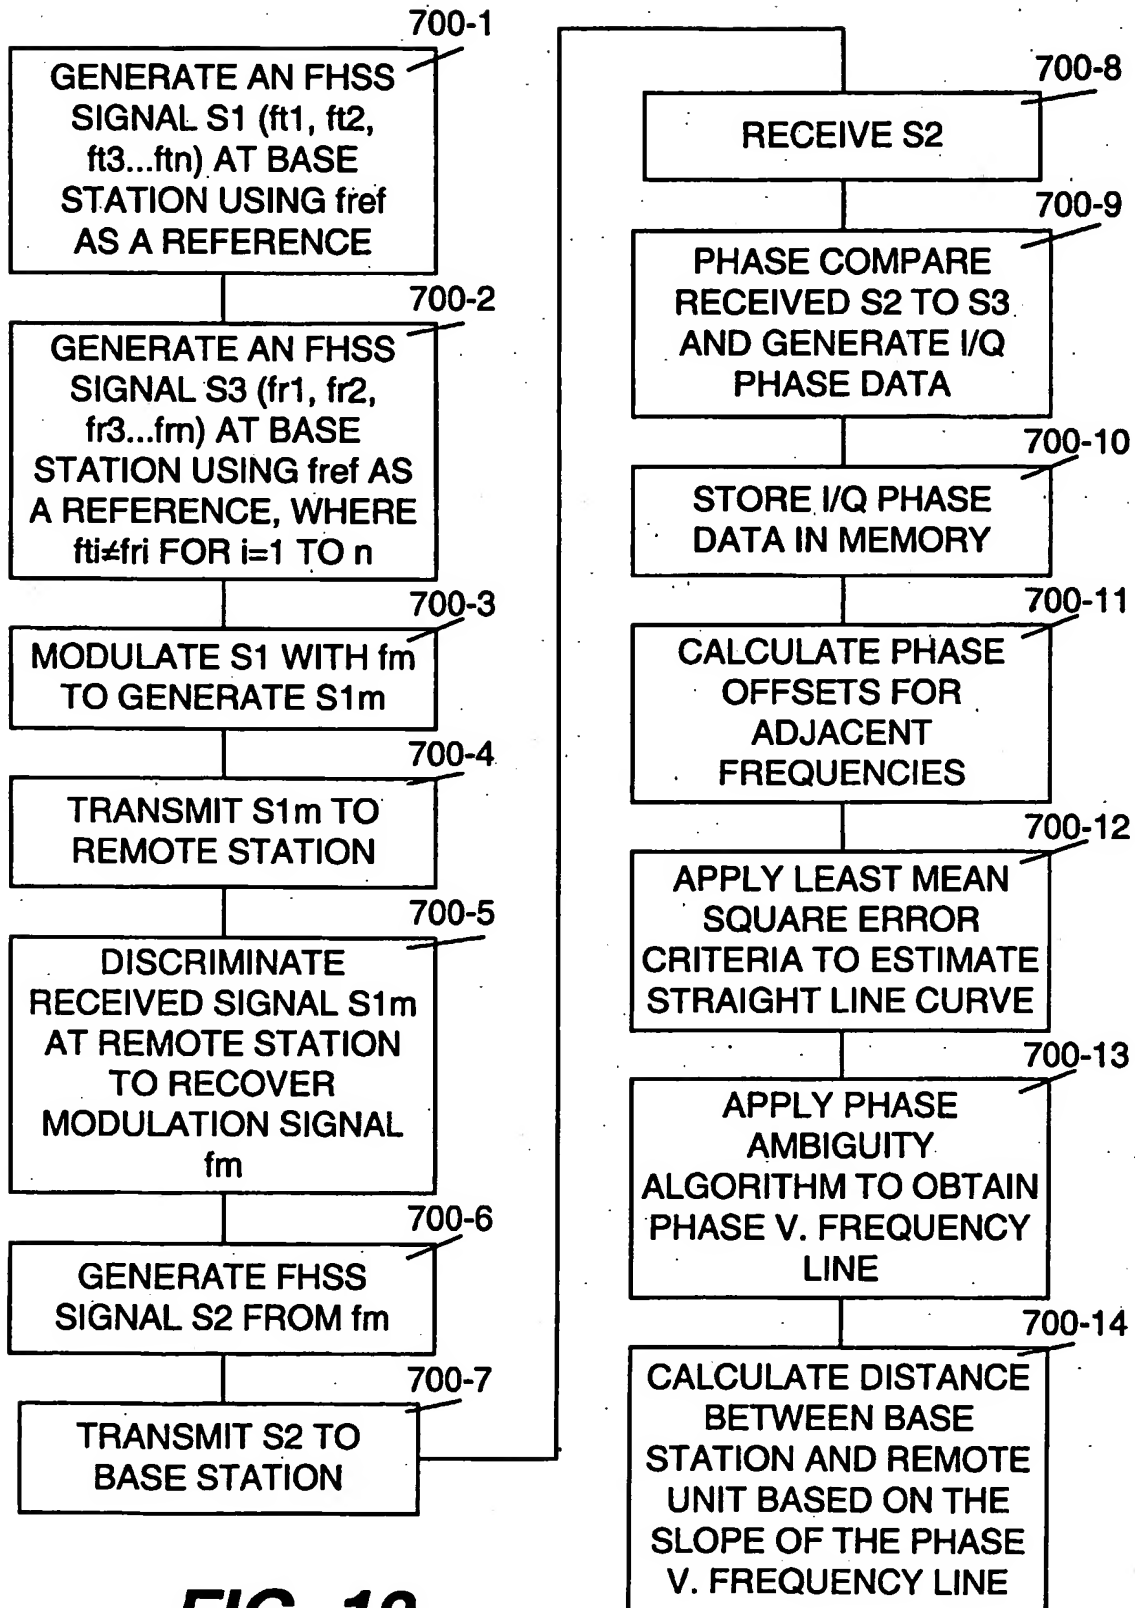 700-1
GENERATE AN FHSS
SIGNAL S1 (ft1, ft2,
ft3...ftn) AT BASE
STATION USING fref
AS A REFERENCE
700-2
GENERATE AN FHSS
SIGNAL S3 (fr1, fr2,
fr3...frn) AT BASE
STATION USING fref AS
A REFERENCE, WHERE
fti≠fri FOR i=1 TO n
700-3
MODULATE S1 WITH fm
TO GENERATE S1m
700-4
TRANSMIT S1m TO
REMOTE STATION
700-5
DISCRIMINATE
RECEIVED SIGNAL S1m
AT REMOTE STATION
TO RECOVER
MODULATION SIGNAL
fm
700-6
GENERATE FHSS
SIGNAL S2 FROM fm
700-7
TRANSMIT S2 TO
BASE STATION
700-8
RECEIVE S2
700-9
PHASE COMPARE
RECEIVED S2 TO S3
AND GENERATE I/Q
PHASE DATA
700-10
STORE I/Q PHASE
DATA IN MEMORY
700-11
CALCULATE PHASE
OFFSETS FOR
ADJACENT
FREQUENCIES
700-12
APPLY LEAST MEAN
SQUARE ERROR
CRITERIA TO ESTIMATE
STRAIGHT LINE CURVE
700-13
APPLY PHASE
AMBIGUITY
ALGORITHM TO OBTAIN
PHASE V. FREQUENCY
LINE
700-14
CALCULATE DISTANCE
BETWEEN BASE
STATION AND REMOTE
UNIT BASED ON THE
SLOPE OF THE PHASE
V. FREQUENCY LINE